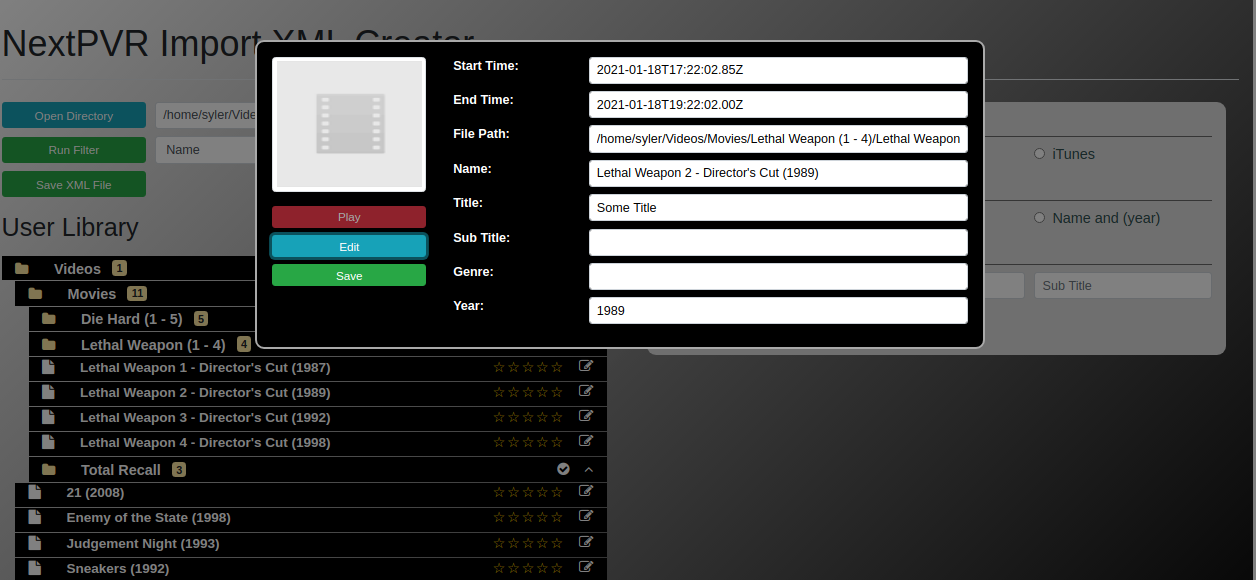 NextPVR Import XML Creator
Open Directory
/home/syler/Vide
Run Filter
Name
Save XML File
User Library
Videos 1
Movies 11
Die Hard (1 - 5) 5
Lethal Weapon (1 - 4) 4
Lethal Weapon 1 - Director's Cut (1987)
Lethal Weapon 2 - Director's Cut (1989)
Lethal Weapon 3 - Director's Cut (1992)
Lethal Weapon 4 - Director's Cut (1998)
Total Recall 3
21 (2008)
Enemy of the State (1998)
Judgement Night (1993)
Sneakers (1992)
Play
Edit
Save
Start Time: 2021-01-18T17:22:02.85Z
End Time: 2021-01-18T19:22:02.00Z
File Path: /home/syler/Videos/Movies/Lethal Weapon (1 - 4)/Lethal Weapon
Name: Lethal Weapon 2 - Director's Cut (1989)
Title: Some Title
Sub Title:
Genre:
Year: 1989
iTunes
Name and (year)
Sub Title